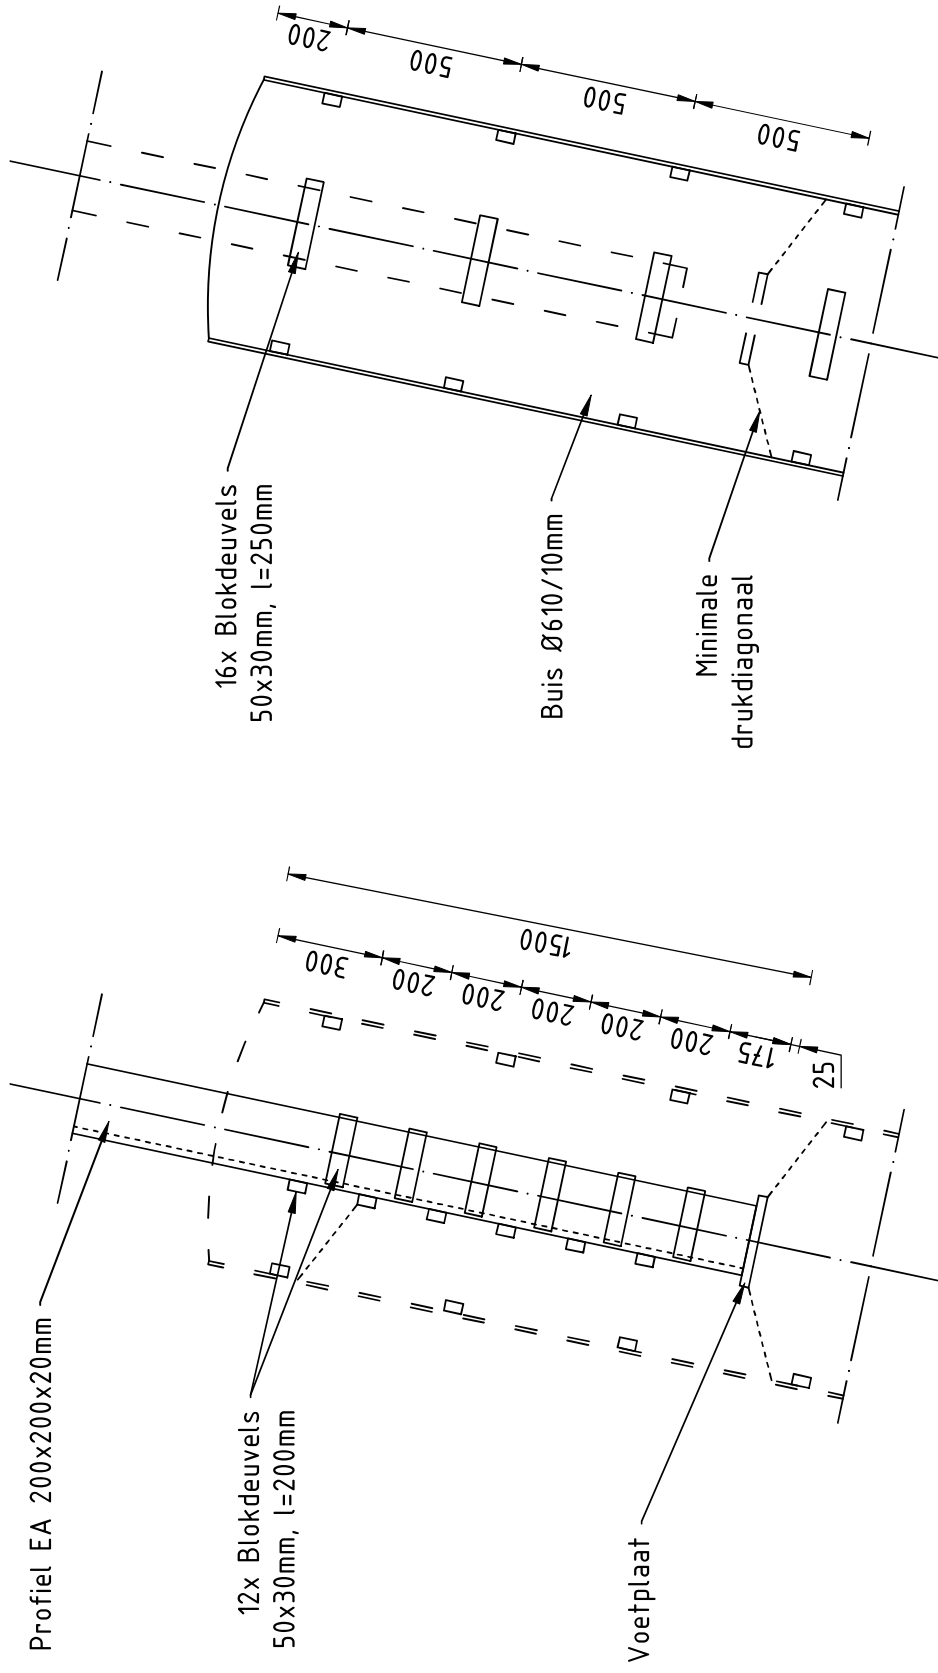 Profiel EA 200x200x20mm
12x Blokdeuvels
50x30mm, l=200mm
Voetplaat
300
200
200
200
200
200
175
25
1500
16x Blokdeuvels
50x30mm, l=250mm
Buis Ø610/10mm
Minimale
drukdiagonaal
200
500
500
500